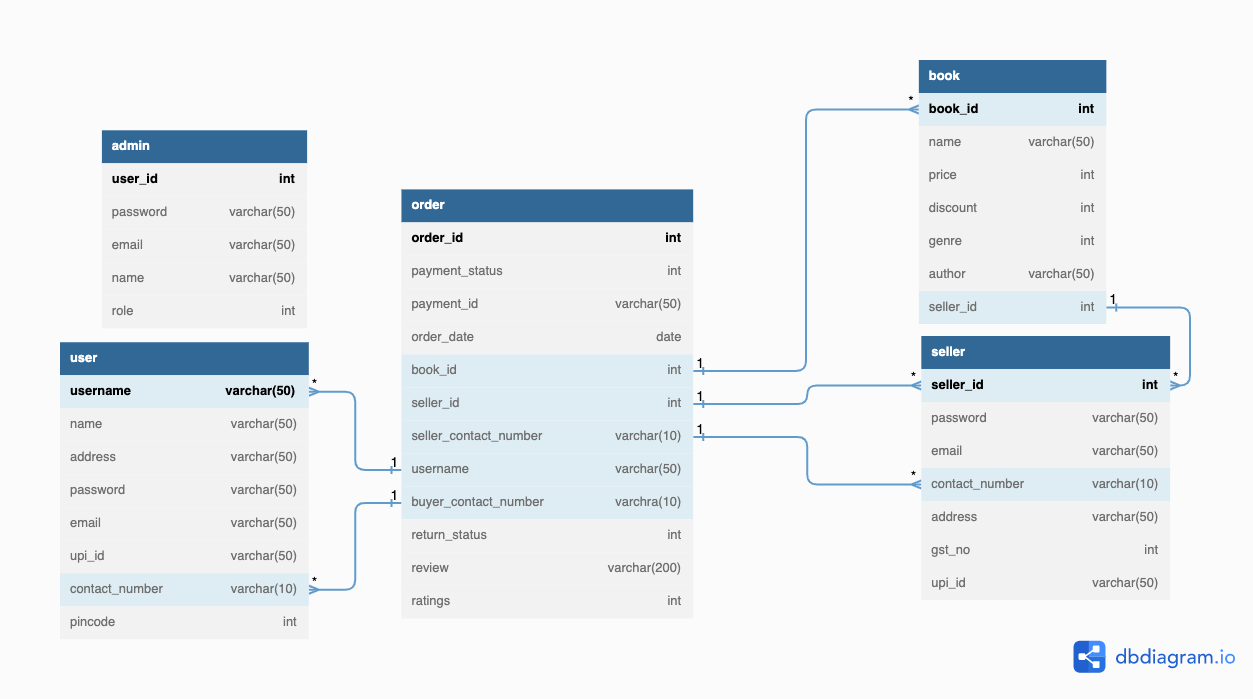 admin
user_id int
password varchar(50)
email varchar(50)
name varchar(50)
role int
user
* 
username varchar(50)
name varchar(50)
address varchar(50)
password varchar(50)
email varchar(50)
upi_id varchar(50)
*
contact_number varchar(10)
pincode int
order
order_id int
payment_status int
payment_id varchar(50)
order_date date
book_id int 1
seller_id int 1
seller_contact_number varchar(10) 1
1 username varchar(50)
1 buyer_contact_number varchra(10)
return_status int
review varchar(200)
ratings int
book
*
book_id int
name varchar(50)
price int
discount int
genre int
author varchar(50)
seller_id int 1
seller
* seller_id int *
password varchar(50)
email varchar(50)
* contact_number varchar(10)
address varchar(50)
gst_no int
upi_id varchar(50)
dbdiagram.io